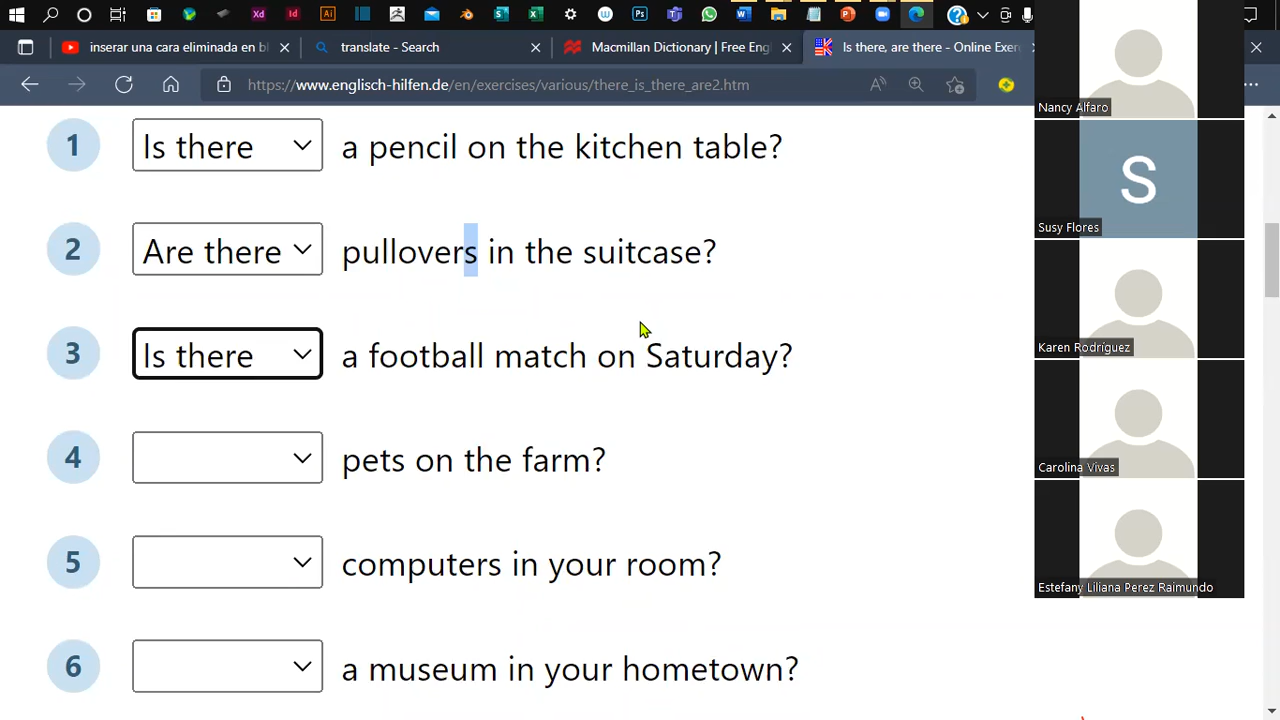 inserir una cara eliminada en bl
translate - Search
Macmillan Dictionary | Free Engl
Is there, are there - Online Exer
https://www.englisch-hilfen.de/en/exercises/various/there_is_there_are2.htm
1 Is there a pencil on the kitchen table?
2 Are there pullovers in the suitcase?
3 Is there a football match on Saturday?
4 pets on the farm?
5 computers in your room?
6 a museum in your hometown?
Nancy Alfaro
S
Susy Flores
Karen Rodríguez
Carolina Vivas
Estefany Liliana Perez Raimundo